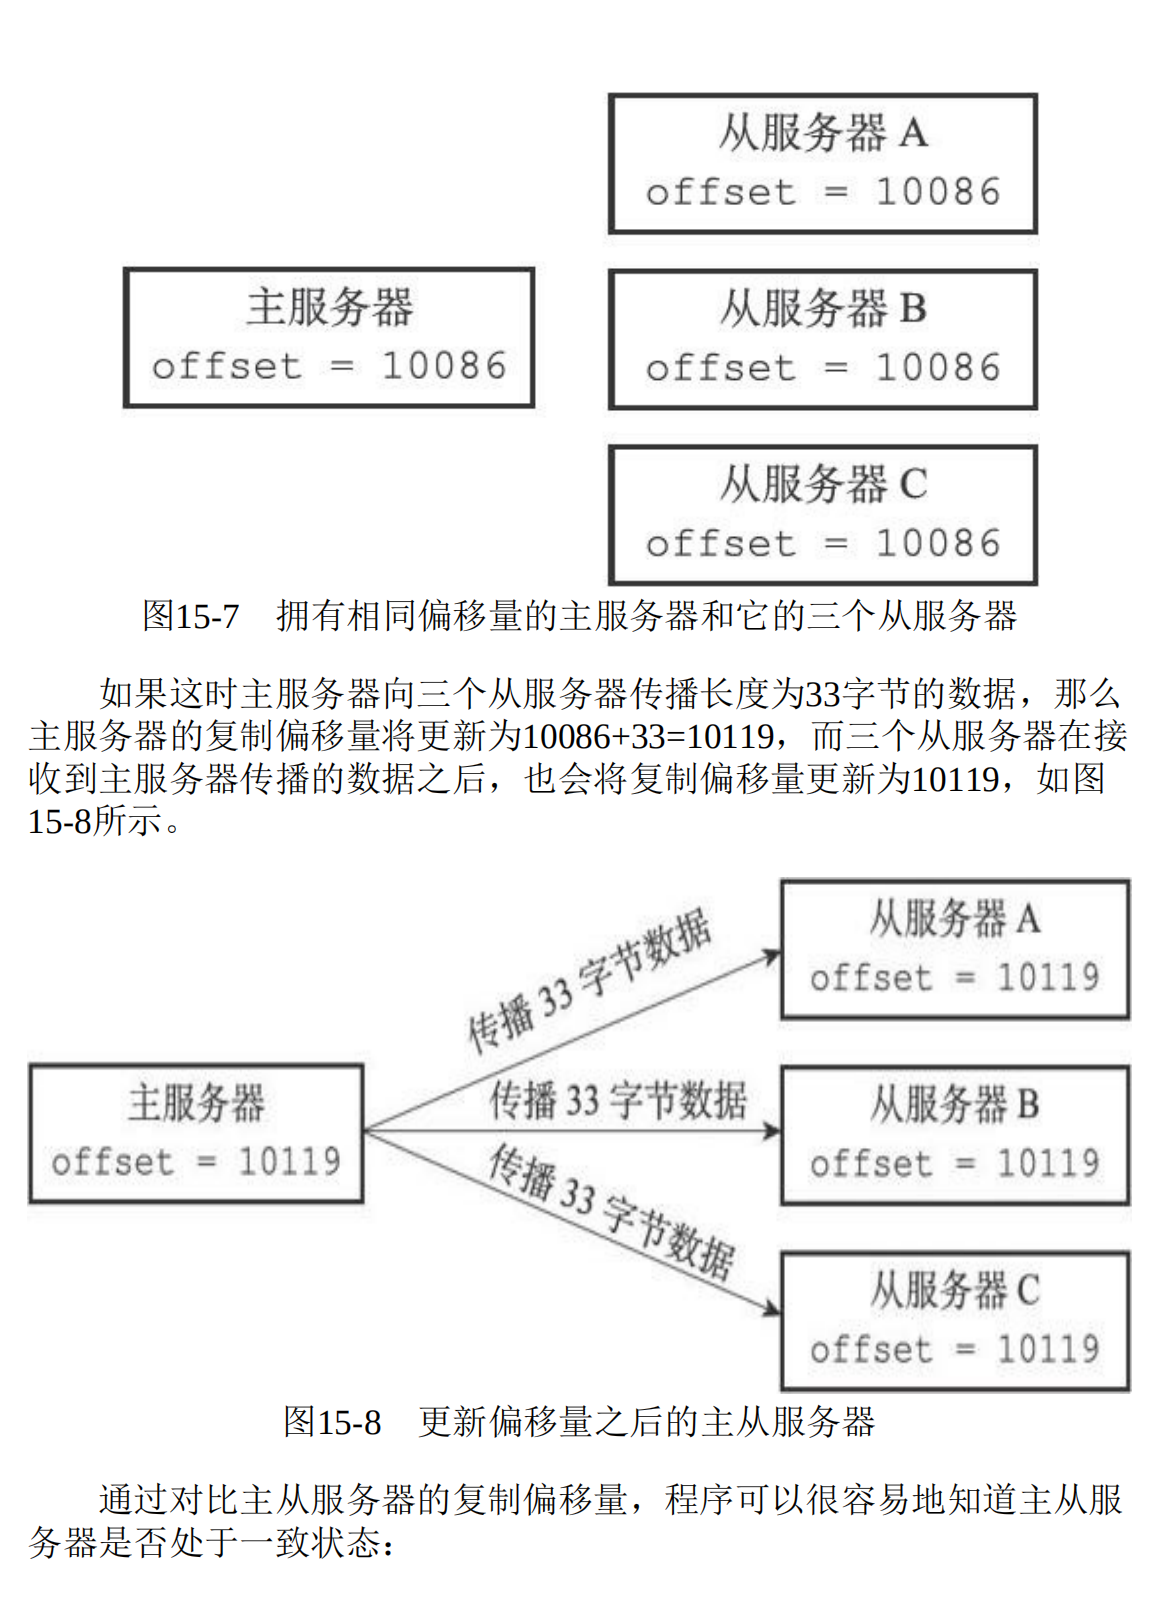 从服务器 A
offset = 10086
主服务器
offset = 10086
从服务器 B
offset = 10086
从服务器 C
offset = 10086
图15-7　拥有相同偏移量的主服务器和它的三个从服务器
如果这时主服务器向三个从服务器传播长度为33字节的数据，那么
主服务器的复制偏移量将更新为10086+33=10119，而三个从服务器在接
收到主服务器传播的数据之后，也会将复制偏移量更新为10119，如图
15-8所示。
从服务器 A
offset = 10119
传播 33 字节数据
主服务器
offset = 10119
传播 33 字节数据
从服务器 B
offset = 10119
传播 33 字节数据
从服务器 C
offset = 10119
图15-8　更新偏移量之后的主从服务器
通过对比主从服务器的复制偏移量，程序可以很容易地知道主从服
务器是否处于一致状态：